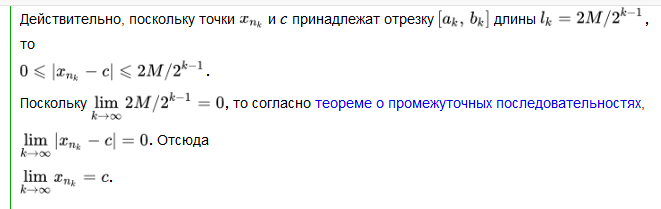 Действительно, поскольку точки $x_{n_k}$ и $c$ принадлежат отрезку $[a_k, b_k]$ длины $l_k = 2M/2^{k-1}$,
то
$0 \leqslant |x_{n_k} - c| \leqslant 2M/2^{k-1}$.
Поскольку $\lim\limits_{k \to \infty} 2M/2^{k-1} = 0$, то согласно теореме о промежуточных последовательностях,
$\lim\limits_{k \to \infty} |x_{n_k} - c| = 0$. Отсюда
$\lim\limits_{k \to \infty} x_{n_k} = c$.